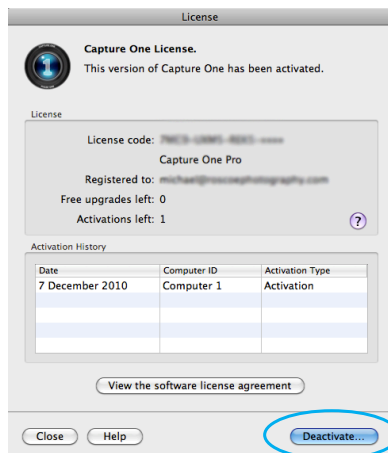 License
Capture One License.
This version of Capture One has been activated.
License
License code:
Capture One Pro
Registered to:
Free upgrades left: 0
Activations left: 1
?
Activation History
Date Computer ID Activation Type
7 December 2010 Computer 1 Activation
View the software license agreement
Close Help Deactivate...